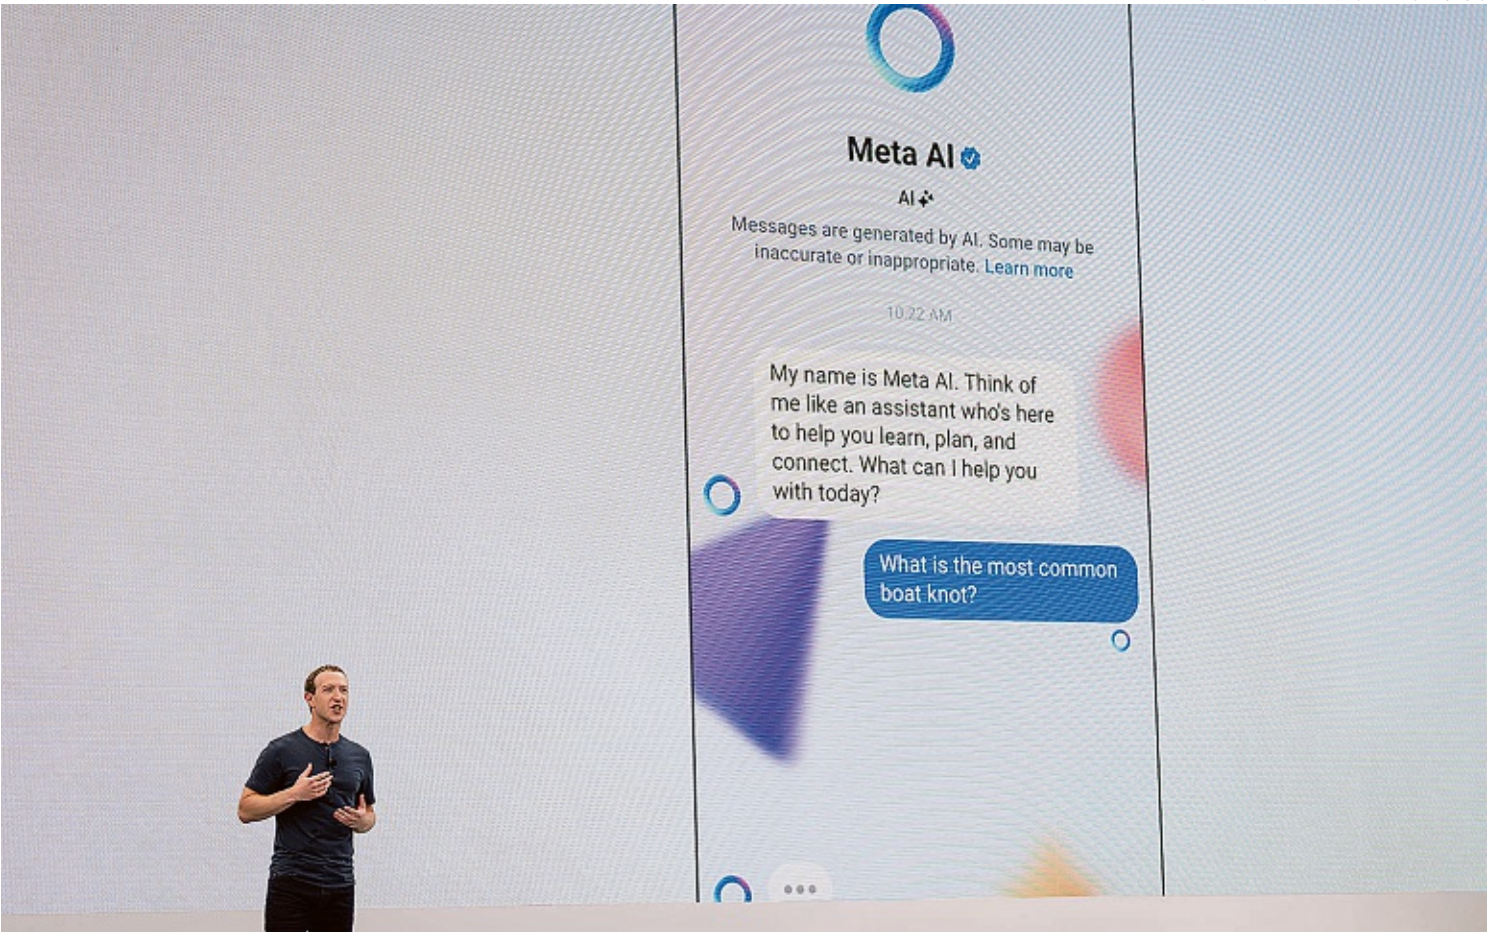 Meta AI
AI
Messages are generated by AI. Some may be
inaccurate or inappropriate. Learn more
10:22 AM
My name is Meta AI. Think of
me like an assistant who's here
to help you learn, plan, and
connect. What can I help you
with today?
What is the most common
boat knot?